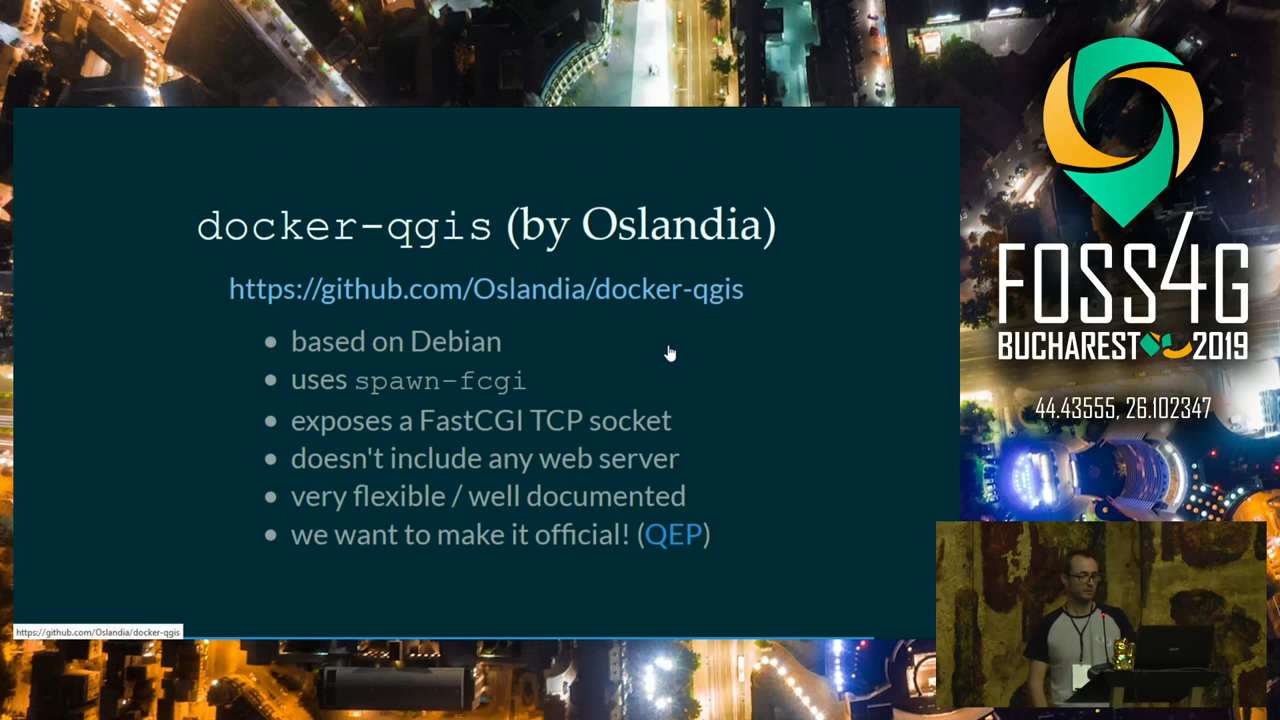 docker-qgis (by Oslandia)
https://github.com/Oslandia/docker-qgis
based on Debian
uses spawn-fcgi
exposes a FastCGI TCP socket
doesn't include any web server
very flexible / well documented
we want to make it official! (QEP)
https://github.com/Oslandia/docker-qgis
FOSS4G
BUCHAREST 2019
44.43555, 26.102347
acer